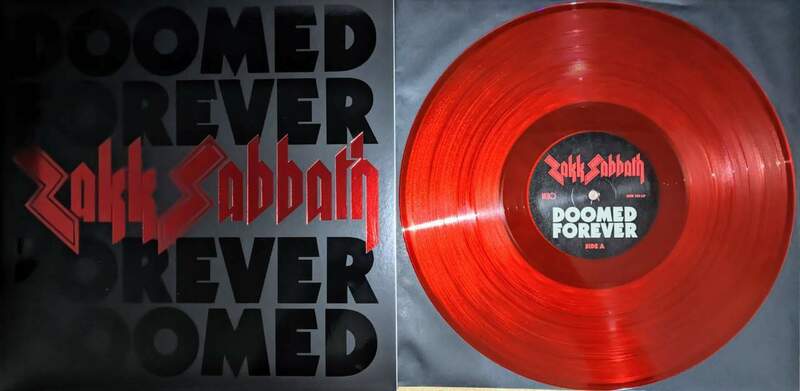 DOOMED
FOREVER
Zakk Sabbath
FOREVER
DOOMED
Zakk Sabbath
DOOMED
FOREVER
SIDE A